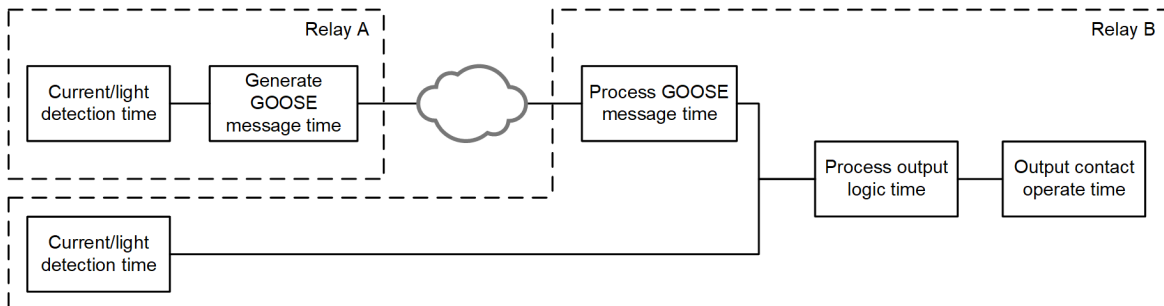 Relay A
Relay B
Current/light
detection time
Generate
GOOSE
message time
Process GOOSE
message time
Process output
logic time
Output contact
operate time
Current/light
detection time